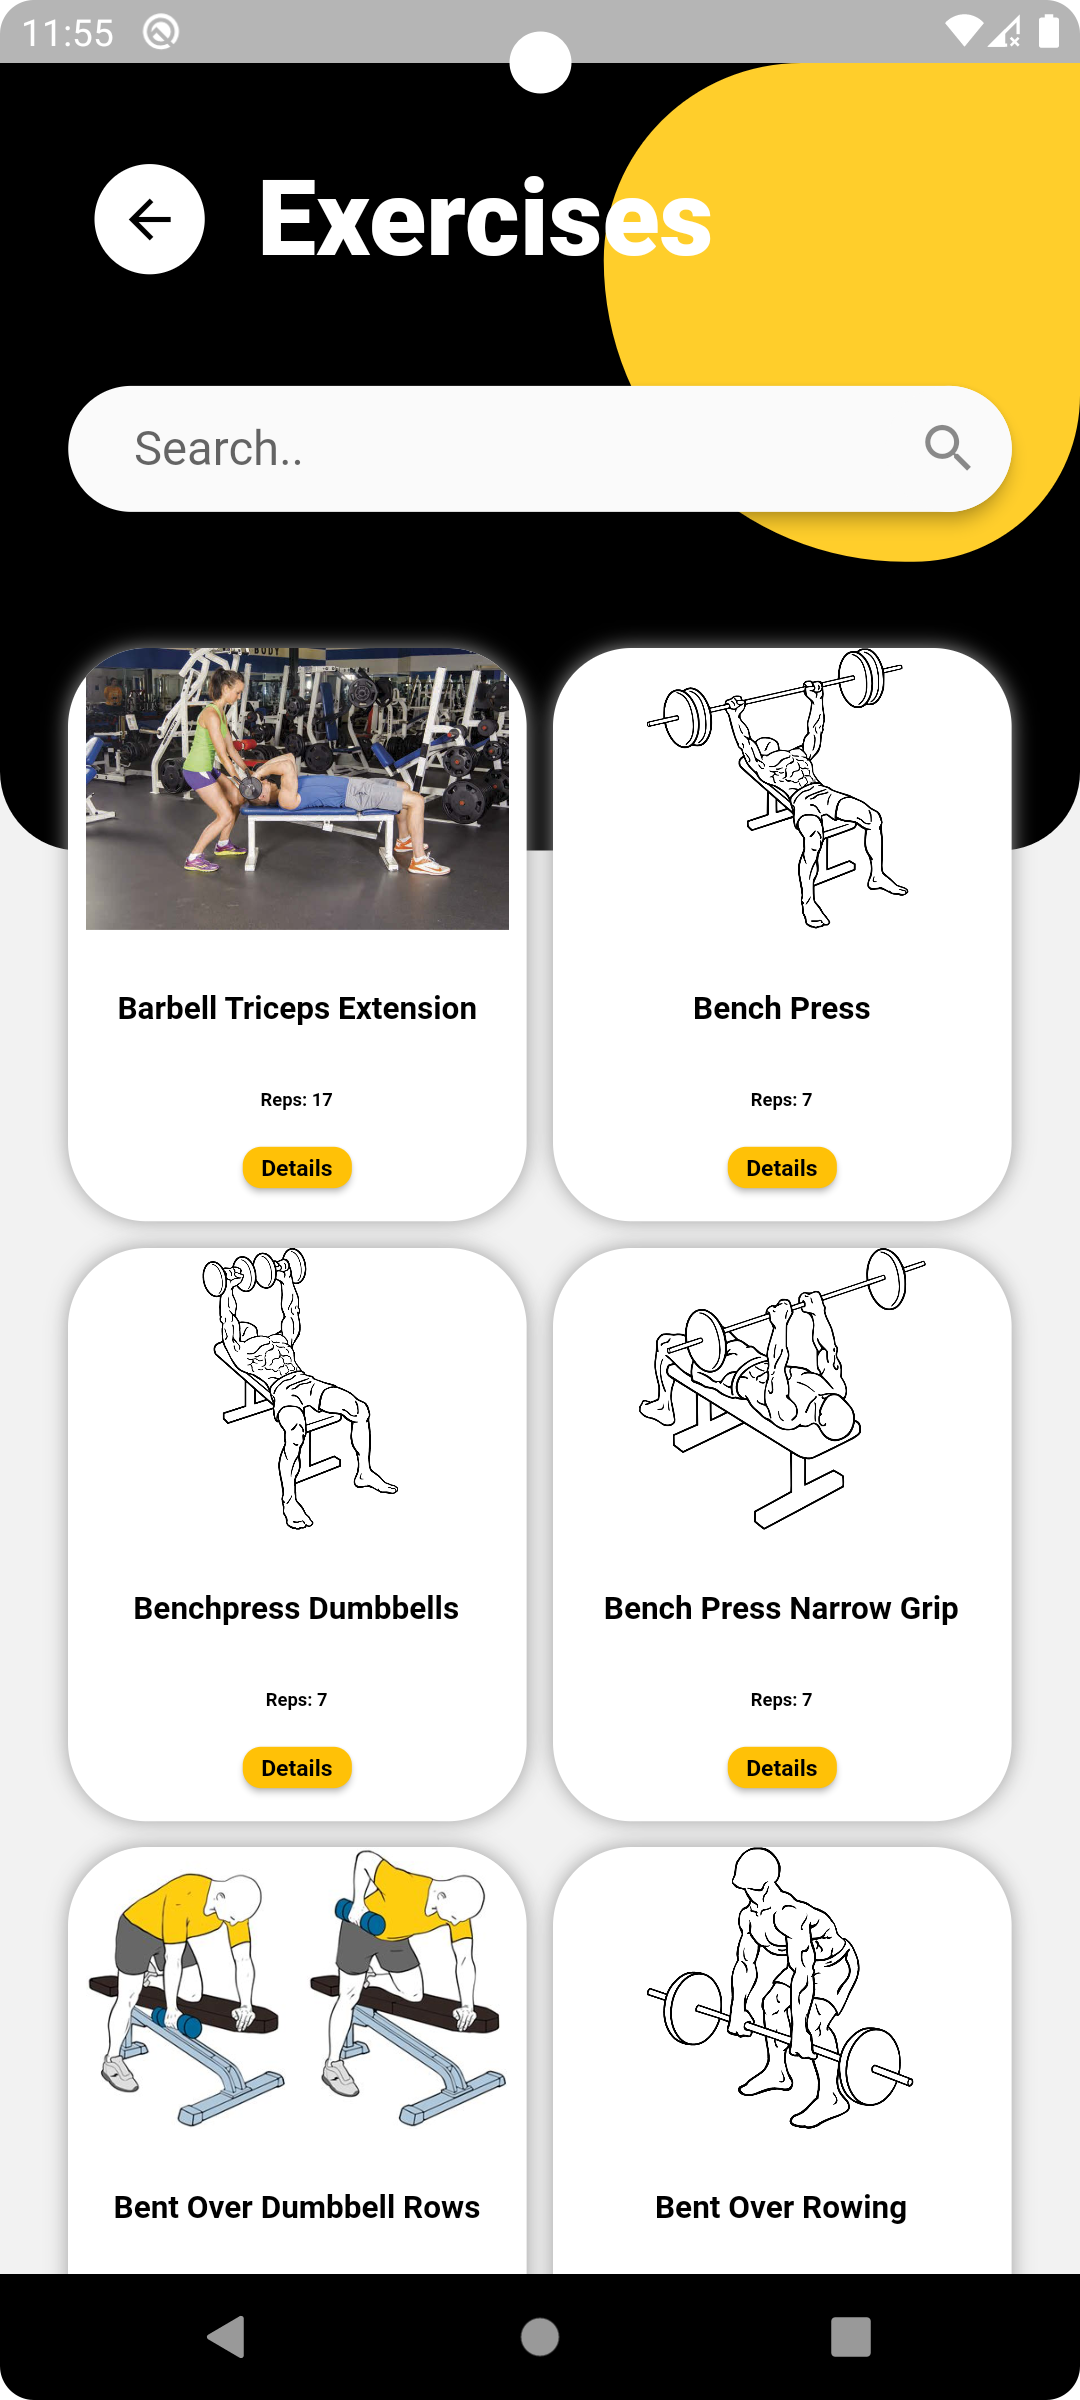 11:55
Exercises
Search..
BODY
Barbell Triceps Extension
Bench Press
Reps: 17
Reps: 7
Details
Details
Benchpress Dumbbells
Bench Press Narrow Grip
Reps: 7
Reps: 7
Details
Details
Bent Over Dumbbell Rows
Bent Over Rowing